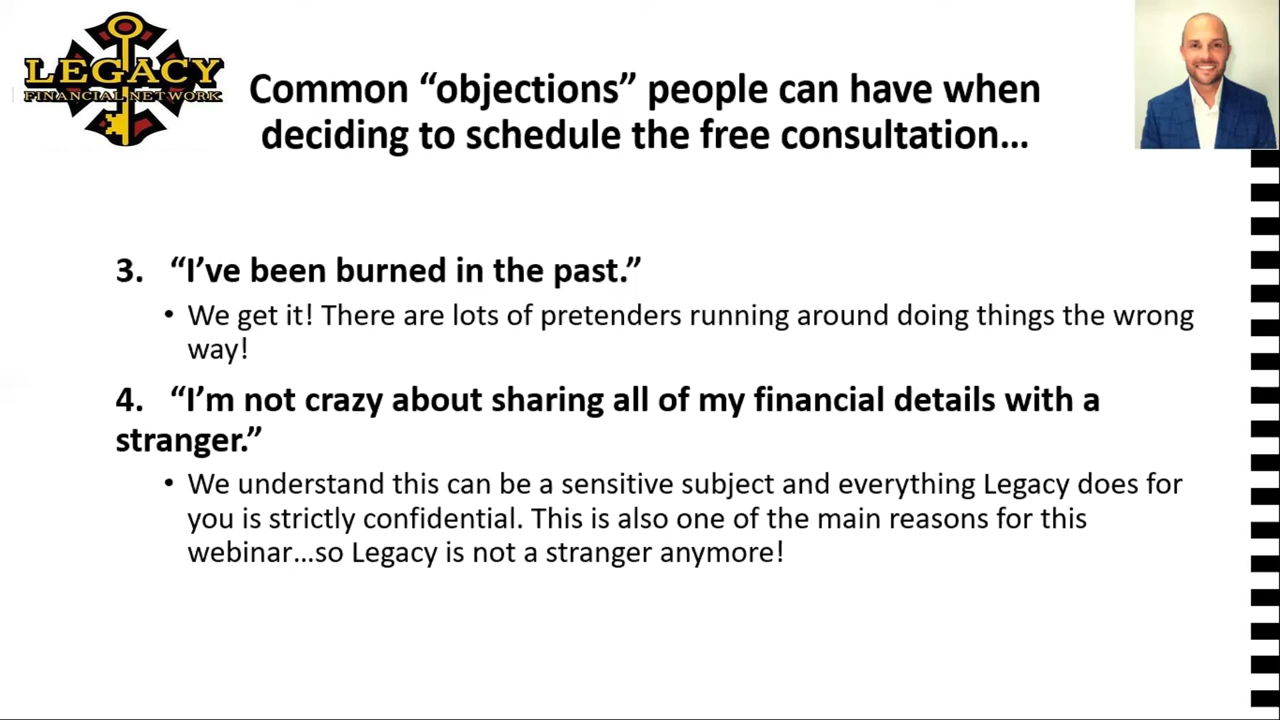 LEGACY
FINANCIAL NETWORK
Common “objections” people can have when
deciding to schedule the free consultation…
3. “I’ve been burned in the past.”
• We get it! There are lots of pretenders running around doing things the wrong
way!
4. “I’m not crazy about sharing all of my financial details with a
stranger.”
• We understand this can be a sensitive subject and everything Legacy does for
you is strictly confidential. This is also one of the main reasons for this
webinar…so Legacy is not a stranger anymore!